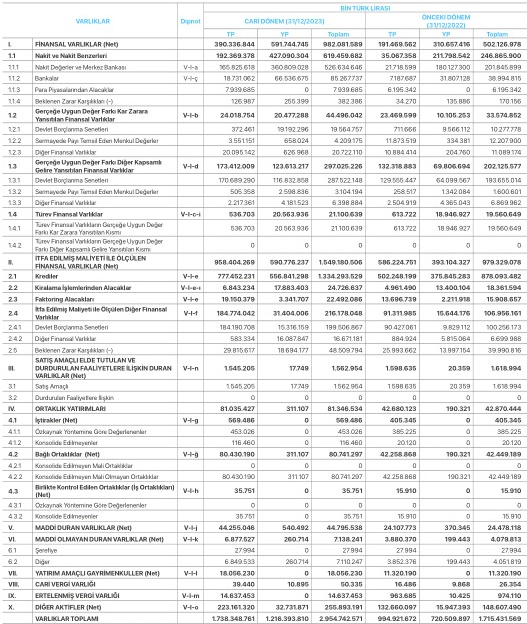 BİN TÜRK LİRASI
VARLIKLAR Dipnot CARİ DÖNEM (31/12/2023) ÖNCEKİ DÖNEM
(31/12/2022)
TP YP Toplam TP YP Toplam
I. FİNANSAL VARLIKLAR (Net) 390.336.844 591.744.745 982.081.589 191.469.562 310.657.416 502.126.978
1.1 Nakit ve Nakit Benzerleri 192.369.378 427.090.304 619.459.682 35.067.358 211.798.542 246.865.900
1.1.1 Nakit Değerler ve Merkez Bankası V-I-a 165.825.618 360.809.028 526.634.646 21.718.599 180.127.300 201.845.899
1.1.2 Bankalar V-I-ç 18.731.062 66.536.675 85.267.737 7.187.687 31.807.128 38.994.815
1.1.3 Para Piyasalarından Alacaklar 7.939.685 0 7.939.685 6.195.342 0 6.195.342
1.1.4 Beklenen Zarar Karşılıkları (-) 126.987 255.399 382.386 34.270 135.886 170.156
1.2 Gerçeğe Uygun Değer Farkı Kar Zarara
Yansıtılan Finansal Varlıklar V-I-b 24.018.754 20.477.288 44.496.042 23.469.599 10.105.253 33.574.852
1.2.1 Devlet Borçlanma Senetleri 372.461 19.192.296 19.564.757 711.666 9.566.112 10.277.778
1.2.2 Sermayede Payı Temsil Eden Menkul Değerler 3.551.151 658.024 4.209.175 11.873.519 334.381 12.207.900
1.2.3 Diğer Finansal Varlıklar 20.095.142 626.968 20.722.110 10.884.414 204.760 11.089.174
1.3 Gerçeğe Uygun Değer Farkı Diğer Kapsamlı
Gelire Yansıtılan Finansal Varlıklar V-I-d 173.412.009 123.613.217 297.025.226 132.318.883 69.806.694 202.125.577
1.3.1 Devlet Borçlanma Senetleri 170.689.290 116.832.858 287.522.148 129.555.447 64.099.567 193.655.014
1.3.2 Sermayede Payı Temsil Eden Menkul Değerler 505.358 2.598.836 3.104.194 258.517 1.342.084 1.600.601
1.3.3 Diğer Finansal Varlıklar 2.217.361 4.181.523 6.398.884 2.504.919 4.365.043 6.869.962
1.4 Türev Finansal Varlıklar V-I-c-i 536.703 20.563.936 21.100.639 613.722 18.946.927 19.560.649
1.4.1 Türev Finansal Varlıkların Gerçeğe Uygun Değer
Farkı Kar Zarara Yansıtılan Kısmı 536.703 20.563.936 21.100.639 613.722 18.946.927 19.560.649
1.4.2 Türev Finansal Varlıkların Gerçeğe Uygun Değer
Farkı Diğer Kapsamlı Gelire Yansıtılan Kısmı 0 0 0 0 0 0
II. İTFA EDİLMİŞ MALİYETİ İLE ÖLÇÜLEN
FİNANSAL VARLIKLAR (Net) 958.404.269 590.776.237 1.549.180.506 586.224.751 393.104.327 979.329.078
2.1 Krediler V-I-e 777.452.231 556.841.298 1.334.293.529 502.248.199 375.845.283 878.093.482
2.2 Kiralama İşlemlerinden Alacaklar V-I-e-ı 6.843.234 17.883.403 24.726.637 4.961.490 13.400.104 18.361.594
2.3 Faktoring Alacakları V-I-e 19.150.379 3.341.707 22.492.086 13.696.739 2.211.918 15.908.657
2.4 İtfa Edilmiş Maliyeti ile Ölçülen Diğer Finansal
Varlıklar V-I-f 184.774.042 31.404.006 216.178.048 91.311.985 15.644.176 106.956.161
2.4.1 Devlet Borçlanma Senetleri 184.190.708 15.316.159 199.506.867 90.427.061 9.829.112 100.256.173
2.4.2 Diğer Finansal Varlıklar 583.334 16.087.847 16.671.181 884.924 5.815.064 6.699.988
2.5 Beklenen Zarar Karşılıkları (-) 29.815.617 18.694.177 48.509.794 25.993.662 13.997.154 39.990.816
III. SATIŞ AMAÇLI ELDE TUTULAN VE
DURDURULAN FAALİYETLERE İLİŞKİN DURAN
VARLIKLAR (Net) V-I-n 1.545.205 17.749 1.562.954 1.598.635 20.359 1.618.994
3.1 Satış Amaçlı 1.545.205 17.749 1.562.954 1.598.635 20.359 1.618.994
3.2 Durdurulan Faaliyetlere İlişkin 0 0 0 0 0 0
IV. ORTAKLIK YATIRIMLARI 81.035.427 311.107 81.346.534 42.680.123 190.321 42.870.444
4.1 İştirakler (Net) V-I-g 569.486 0 569.486 405.345 0 405.345
4.1.1 Özkaynak Yöntemine Göre Değerlenenler 453.026 0 453.026 385.225 0 385.225
4.1.2 Konsolide Edilmeyenler 116.460 0 116.460 20.120 0 20.120
4.2 Bağlı Ortaklıklar (Net) V-I-ğ 80.430.190 311.107 80.741.297 42.258.868 190.321 42.449.189
4.2.1 Konsolide Edilmeyen Mali Ortaklıklar 0 0 0 0 0 0
4.2.2 Konsolide Edilmeyen Mali Olmayan Ortaklıklar 80.430.190 311.107 80.741.297 42.258.868 190.321 42.449.189
4.3 Birlikte Kontrol Edilen Ortaklıklar (İş Ortaklıkları)
(Net) V-I-h 35.751 0 35.751 15.910 0 15.910
4.3.1 Özkaynak Yöntemine Göre Değerlenenler 0 0 0 0 0 0
4.3.2 Konsolide Edilmeyenler 35.751 0 35.751 15.910 0 15.910
V. MADDİ DURAN VARLIKLAR (Net) V-I-j 44.255.046 540.492 44.795.538 24.107.773 370.345 24.478.118
VI. MADDİ OLMAYAN DURAN VARLIKLAR (Net) V-I-k 6.877.527 260.714 7.138.241 3.880.370 199.443 4.079.813
6.1 Şerefiye 27.994 0 27.994 27.994 0 27.994
6.2 Diğer 6.849.533 260.714 7.110.247 3.852.376 199.443 4.051.819
VII. YATIRIM AMAÇLI GAYRİMENKULLER (Net) V-I-l 18.056.230 0 18.056.230 11.320.190 0 11.320.190
VIII. CARİ VERGİ VARLIĞI 39.440 10.895 50.335 16.486 9.868 26.354
IX. ERTELENMİŞ VERGİ VARLIĞI V-I-m 14.637.453 0 14.637.453 963.685 10.425 974.110
X. DİĞER AKTİFLER (Net) V-I-o 223.161.320 32.731.871 255.893.191 132.660.097 15.947.393 148.607.490
VARLIKLAR TOPLAMI 1.738.348.761 1.216.393.810 2.954.742.571 994.921.672 720.509.897 1.715.431.569